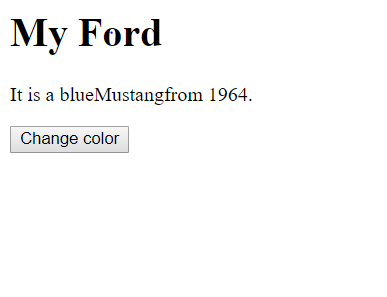 My Ford
It is a blueMustangfrom 1964.
Change color